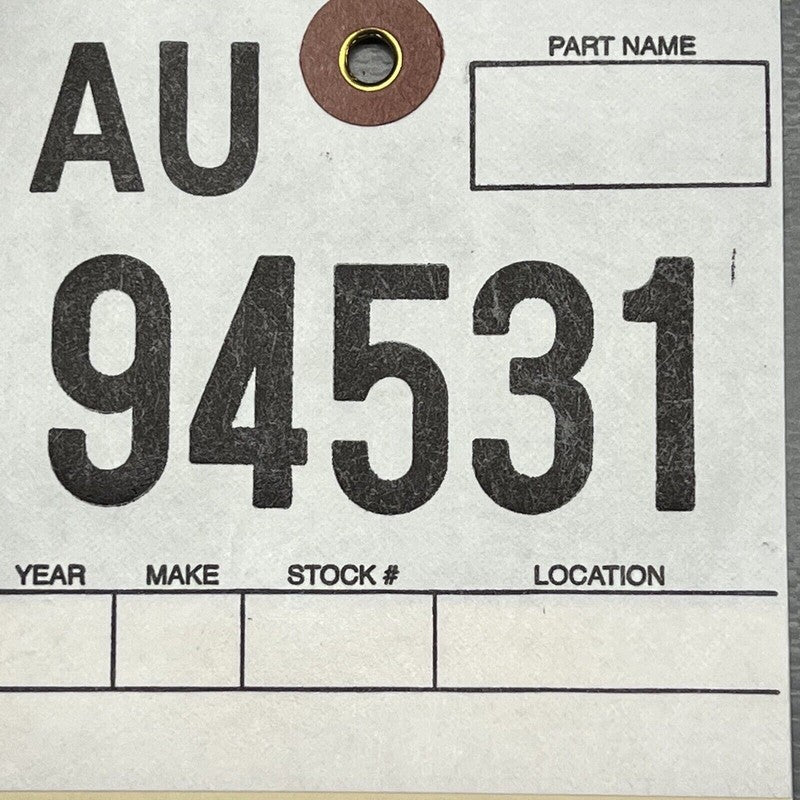 AU
PART NAME
94531
YEAR MAKE STOCK # LOCATION